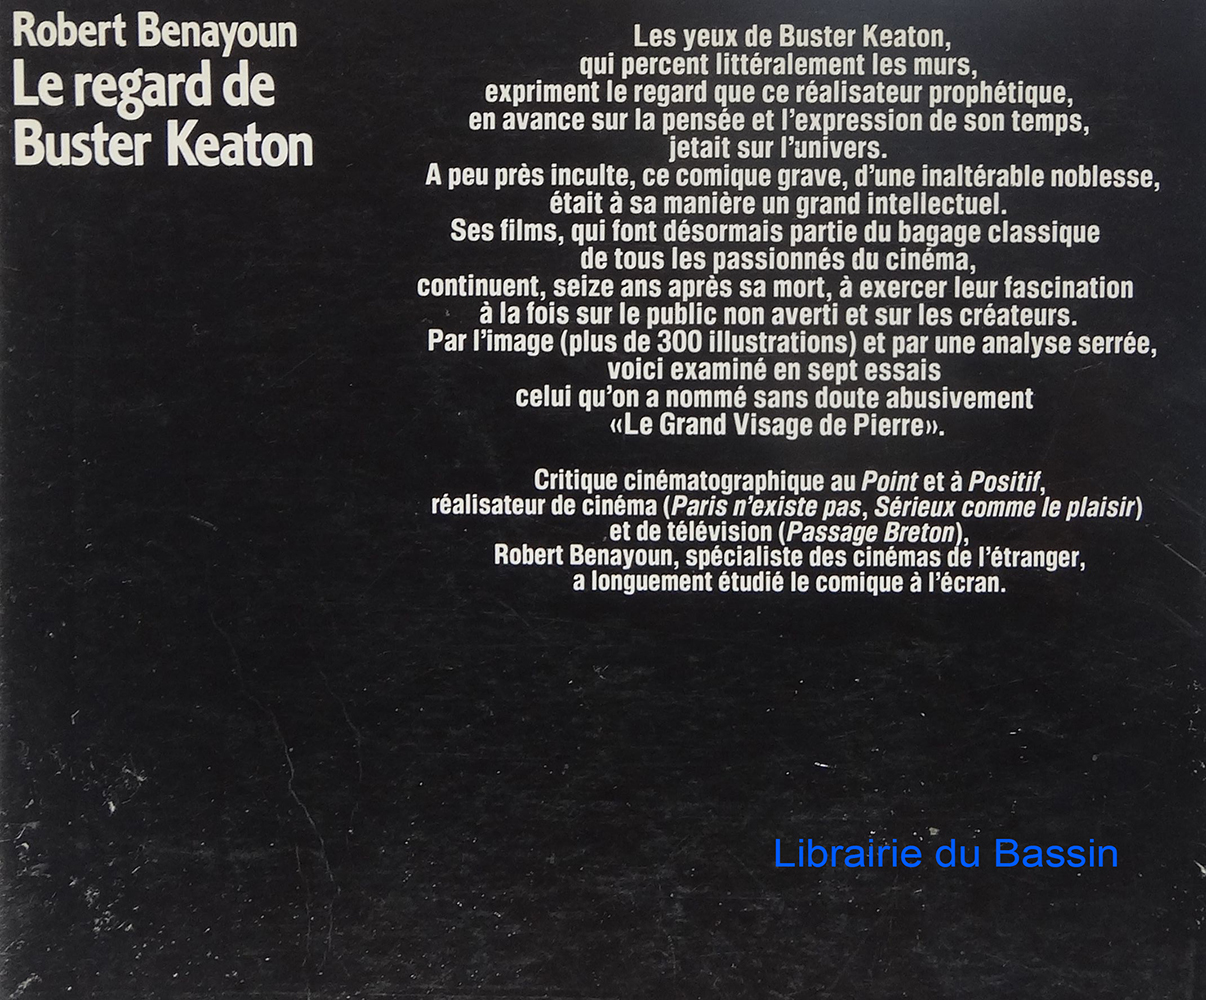 Robert Benayoun
Le regard de
Buster Keaton
Les yeux de Buster Keaton,
qui percent littéralement les murs,
expriment le regard que ce réalisateur prophétique,
en avance sur la pensée et l'expression de son temps,
jetait sur l'univers.
A peu près inculte, ce comique grave, d'une inaltérable noblesse,
était à sa manière un grand intellectuel.
Ses films, qui font désormais partie du bagage classique
de tous les passionnés du cinéma,
continuent, seize ans après sa mort, à exercer leur fascination
à la fois sur le public non averti et sur les créateurs.
Par l'image (plus de 300 illustrations) et par une analyse serrée,
voici examiné en sept essais
celui qu'on a nommé sans doute abusivement
«Le Grand Visage de Pierre».
Critique cinématographique au Point et à Positif,
réalisateur de cinéma (Paris n'existe pas, Sérieux comme le plaisir)
et de télévision (Passage Breton),
Robert Benayoun, spécialiste des cinémas de l'étranger,
a longuement étudié le comique à l'écran.
Librairie du Bassin